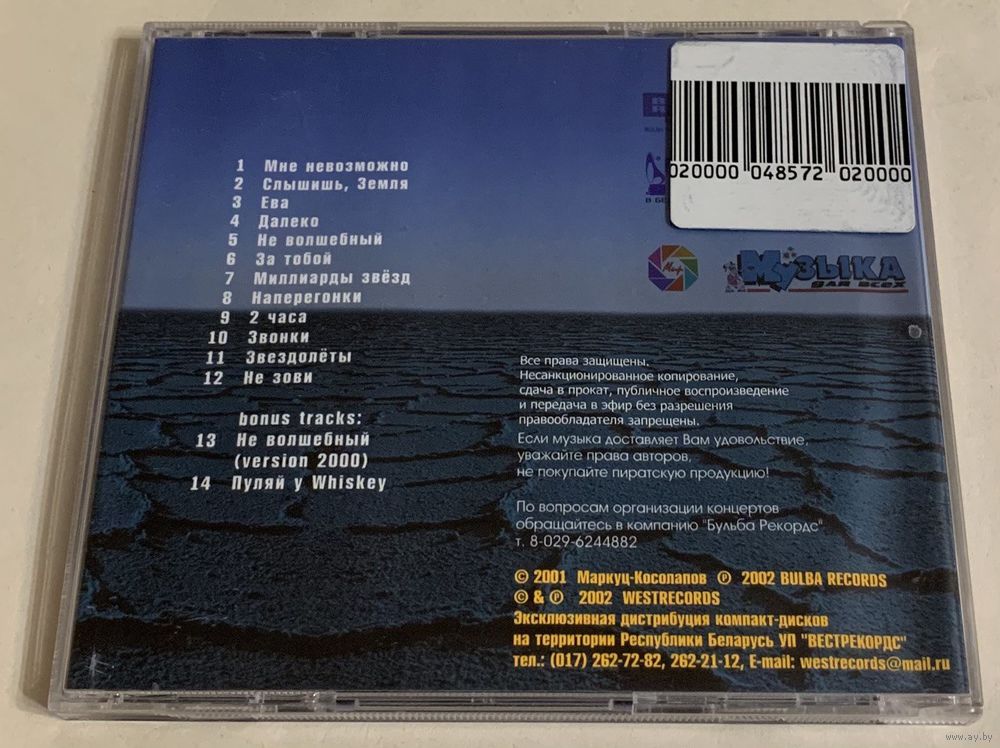 1 Мне невозможно
2 Слышишь, Земля
3 Ева
4 Далеко
5 Не волшебный
6 За тобой
7 Миллиарды звёзд
8 Наперегонки
9 2 часа
10 Звонки
11 Звездолёты
12 Не зови
bonus tracks:
13 Не волшебный
(version 2000)
14 Пуляй у Whiskey
020000 048572 020000
Музыка
для всех
Все права защищены.
Несанкционированное копирование,
сдача в прокат, публичное воспроизведение
и передача в эфир без разрешения
правообладателя запрещены.
Если музыка доставляет Вам удовольствие,
уважайте права авторов,
не покупайте пиратскую продукцию!
По вопросам организации концертов
обращайтесь в компанию "Бульба Рекордс"
т. 8-029-6244882
© 2001 Маркуц-Косолапов ℗ 2002 BULBA RECORDS
© & ℗ 2002 WESTRECORDS
Эксклюзивная дистрибуция компакт-дисков
на территории Республики Беларусь УП "ВЕСТРЕКОРДС"
тел.: (017) 262-72-82, 262-21-12, E-mail: westrecords@mail.ru
www.ay.by